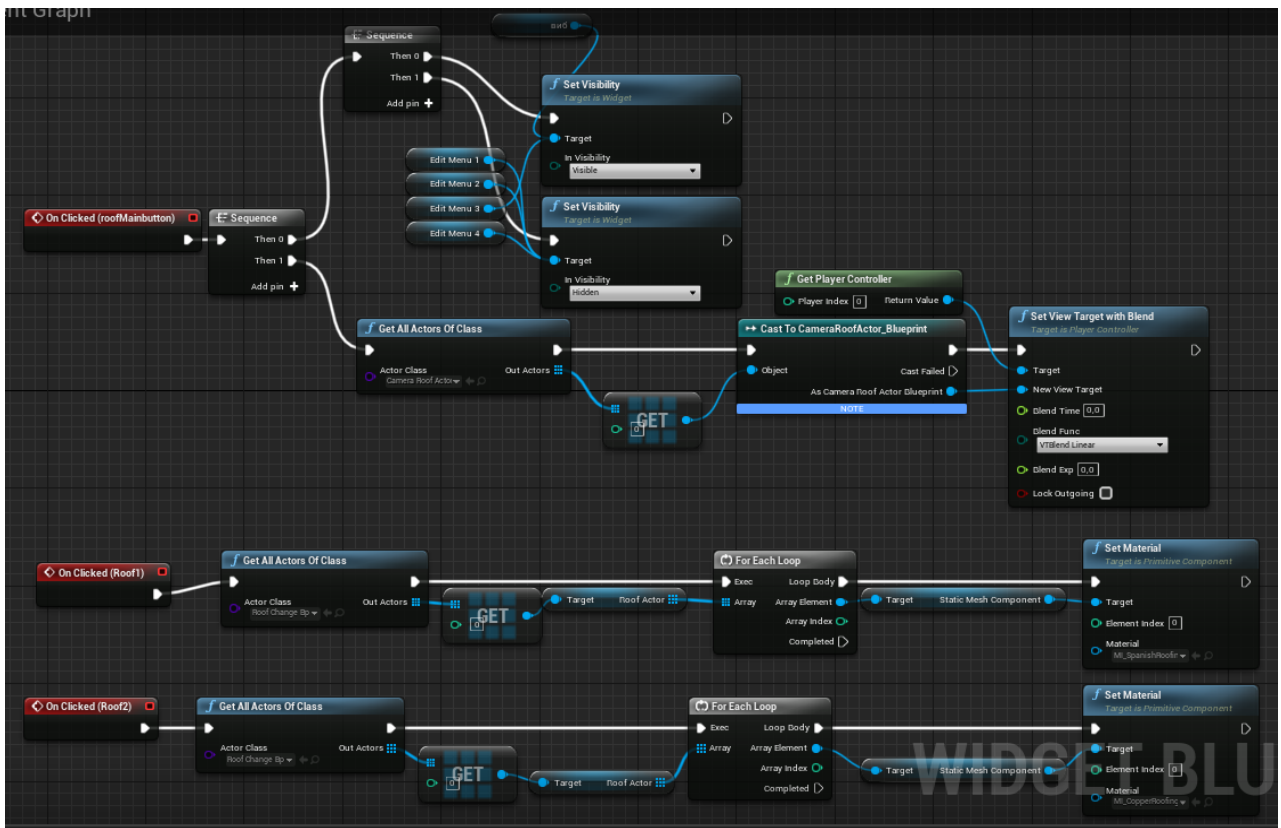 ent Graph
виб
Sequence
Then 0
Then 1
Add pin
Set Visibility
Target is Widget
Target
In Visibility
Visible
Edit Menu 1
Edit Menu 2
Edit Menu 3
Edit Menu 4
Set Visibility
Target is Widget
Target
In Visibility
Hidden
On Clicked (roofMainbutton)
Sequence
Then 0
Then 1
Add pin
Get All Actors Of Class
Actor Class
Camera Roof Actor
Out Actors
GET
0
Get Player Controller
Player Index 0
Return Value
Cast To CameraRoofActor_Blueprint
Object
Cast Failed
As Camera Roof Actor Blueprint
NOTE
Set View Target with Blend
Target is Player Controller
Target
New View Target
Blend Time 0,0
Blend Func
VTBlend Linear
Blend Exp 0,0
Lock Outgoing
On Clicked (Roof1)
Get All Actors Of Class
Actor Class
Roof Change Bp
Out Actors
GET
0
Target Roof Actor
For Each Loop
Exec Loop Body
Array Array Element
Array Index
Completed
Target Static Mesh Component
Set Material
Target is Primitive Component
Target
Element Index 0
Material
MI_SpanishRoofir
On Clicked (Roof2)
Get All Actors Of Class
Actor Class
Roof Change Bp
Out Actors
GET
0
Target Roof Actor
For Each Loop
Exec Loop Body
Array Array Element
Array Index
Completed
Target Static Mesh Component
Set Material
Target is Primitive Component
Target
Element Index 0
Material
MI_CopperRoofing
WIDGET BLU